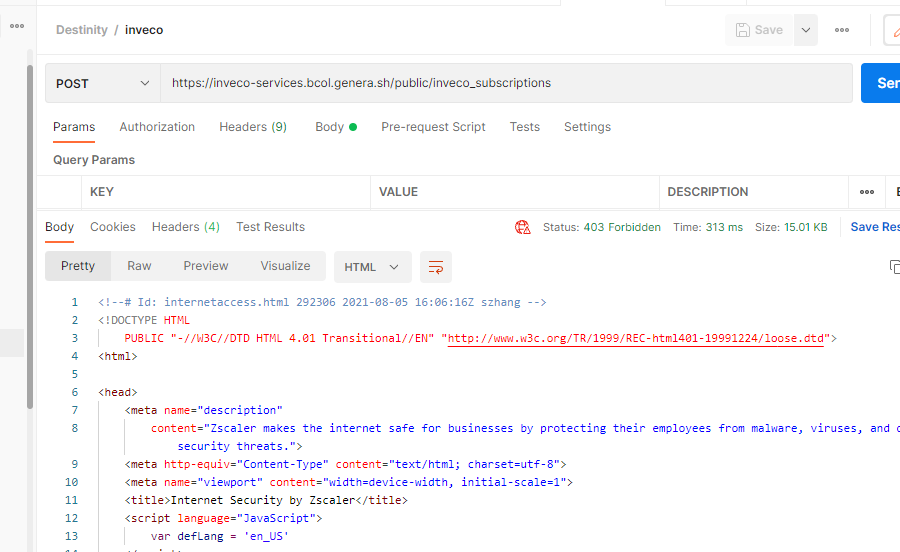 Destinity / inveco
Save
POST
https://inveco-services.bcol.genera.sh/public/inveco_subscriptions
Params Authorization Headers (9) Body Pre-request Script Tests Settings
Query Params
KEY VALUE DESCRIPTION
Body Cookies Headers (4) Test Results Status: 403 Forbidden Time: 313 ms Size: 15.01 KB Save
Pretty Raw Preview Visualize HTML
1 <!--# Id: internetaccess.html 292306 2021-08-05 16:06:16Z szhang -->
2 <!DOCTYPE HTML
3 PUBLIC "-//W3C//DTD HTML 4.01 Transitional//EN" "http://www.w3c.org/TR/1999/REC-html401-19991224/loose.dtd">
4 <html>
5
6 <head>
7 <meta name="description"
8 content="Zscaler makes the internet safe for businesses by protecting their employees from malware, viruses, and
security threats.">
9 <meta http-equiv="Content-Type" content="text/html; charset=utf-8">
10 <meta name="viewport" content="width=device-width, initial-scale=1">
11 <title>Internet Security by Zscaler</title>
12 <script language="JavaScript">
13 var defLang = 'en_US'